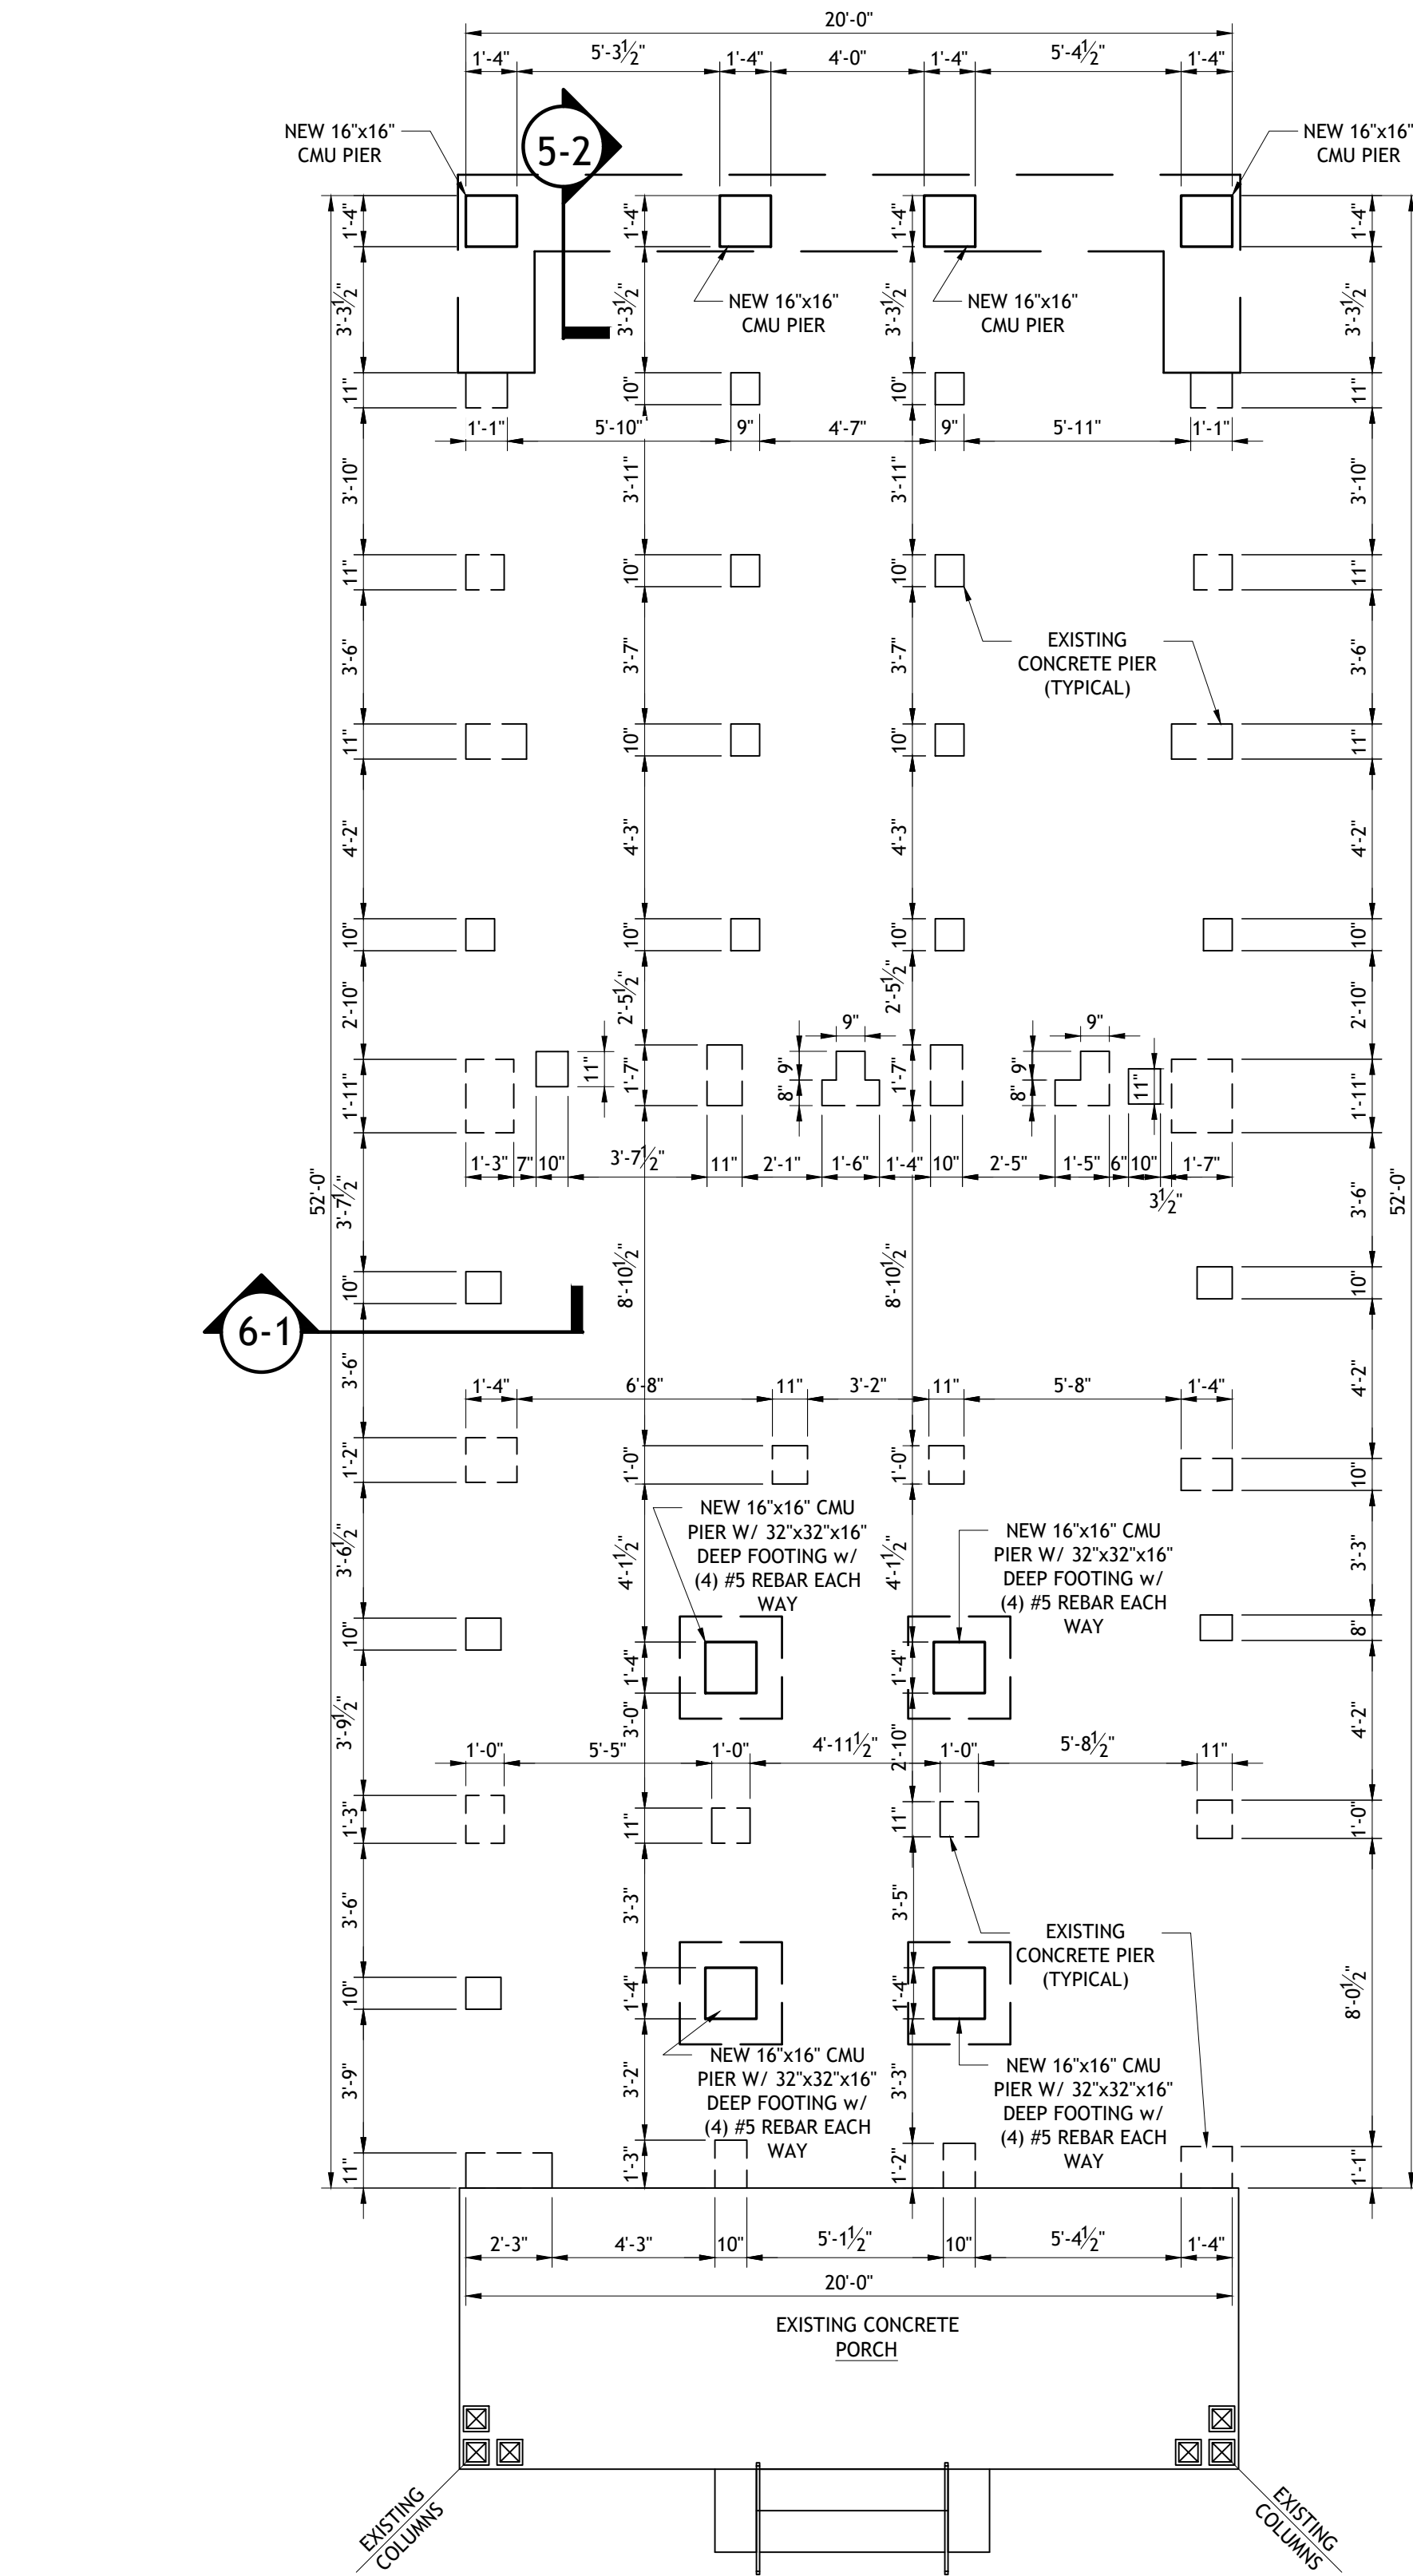 20'-0"
1'-4" 5'-3½" 1'-4" 4'-0" 1'-4" 5'-4½" 1'-4"
NEW 16"x16"
CMU PIER
5-2
NEW 16"x16"
CMU PIER
1'-4" 1'-4" 1'-4" 1'-4"
3'-3½" 3'-3½" 3'-3½" 3'-3½"
NEW 16"x16"
CMU PIER
NEW 16"x16"
CMU PIER
11" 10" 10" 11"
1'-1" 5'-10" 9" 4'-7" 9" 5'-11" 1'-1"
3'-10" 3'-11" 3'-11" 3'-10"
11" 10" 10" 11"
3'-6" 3'-7" 3'-7" 3'-6"
EXISTING
CONCRETE PIER
(TYPICAL)
11" 10" 10" 11"
4'-2" 4'-3" 4'-3" 4'-2"
10" 10" 10" 10"
2'-10" 2'-5½" 2'-5½" 2'-10"
9" 9"
1'-11" 11" 1'-7" 9" 8" 1'-7" 9" 8" 11" 1'-11"
1'-3" 7" 10" 3'-7½" 11" 2'-1" 1'-6" 1'-4" 10" 2'-5" 1'-5" 6" 10" 1'-7"
3½"
52'-0" 3'-7½" 8'-10½" 8'-10½" 3'-6" 52'-0"
10" 10"
6-1
3'-6" 4'-2"
1'-4" 6'-8" 11" 3'-2" 11" 5'-8" 1'-4"
1'-2" 1'-0" 1'-0" 10"
NEW 16"x16" CMU
PIER W/ 32"x32"x16"
DEEP FOOTING w/
(4) #5 REBAR EACH
WAY
NEW 16"x16" CMU
PIER W/ 32"x32"x16"
DEEP FOOTING w/
(4) #5 REBAR EACH
WAY
3'-6½" 4'-1½" 4'-1½" 3'-3"
10" 1'-4" 1'-4" 8"
3'-9½" 3'-0" 2'-10" 4'-2"
1'-0" 5'-5" 1'-0" 4'-11½" 1'-0" 5'-8½" 11"
1'-3" 11" 11" 1'-0"
3'-6" 3'-3" 3'-5" 8'-0½"
EXISTING
CONCRETE PIER
(TYPICAL)
10" 1'-4" 1'-4"
3'-9" 3'-2" 3'-3"
NEW 16"x16" CMU
PIER W/ 32"x32"x16"
DEEP FOOTING w/
(4) #5 REBAR EACH
WAY
NEW 16"x16" CMU
PIER W/ 32"x32"x16"
DEEP FOOTING w/
(4) #5 REBAR EACH
WAY
11" 1'-3" 1'-2" 1'-1"
2'-3" 4'-3" 10" 5'-1½" 10" 5'-4½" 1'-4"
20'-0"
EXISTING CONCRETE
PORCH
EXISTING
COLUMNS
EXISTING
COLUMNS